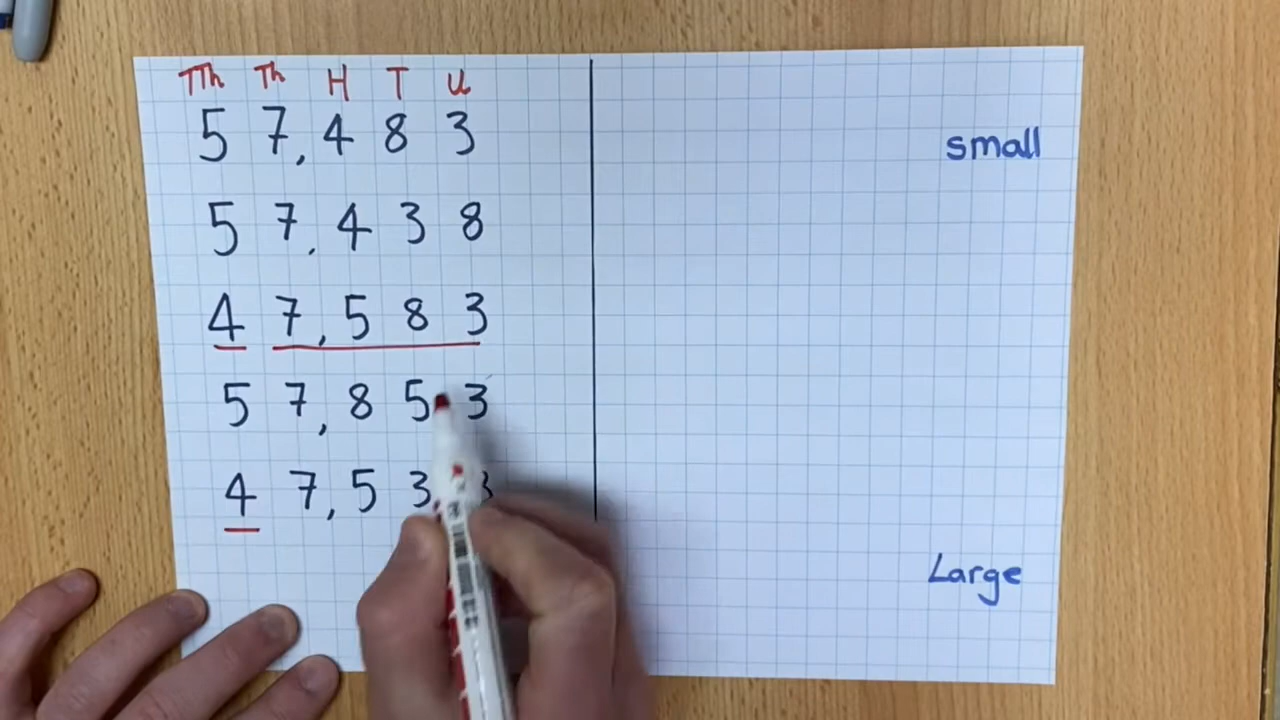 TTh Th H T U
5 7,4 8 3
5 7,4 3 8
small
4 7,5 8 3
5 7,8 5 3
4 7,5 3
Large